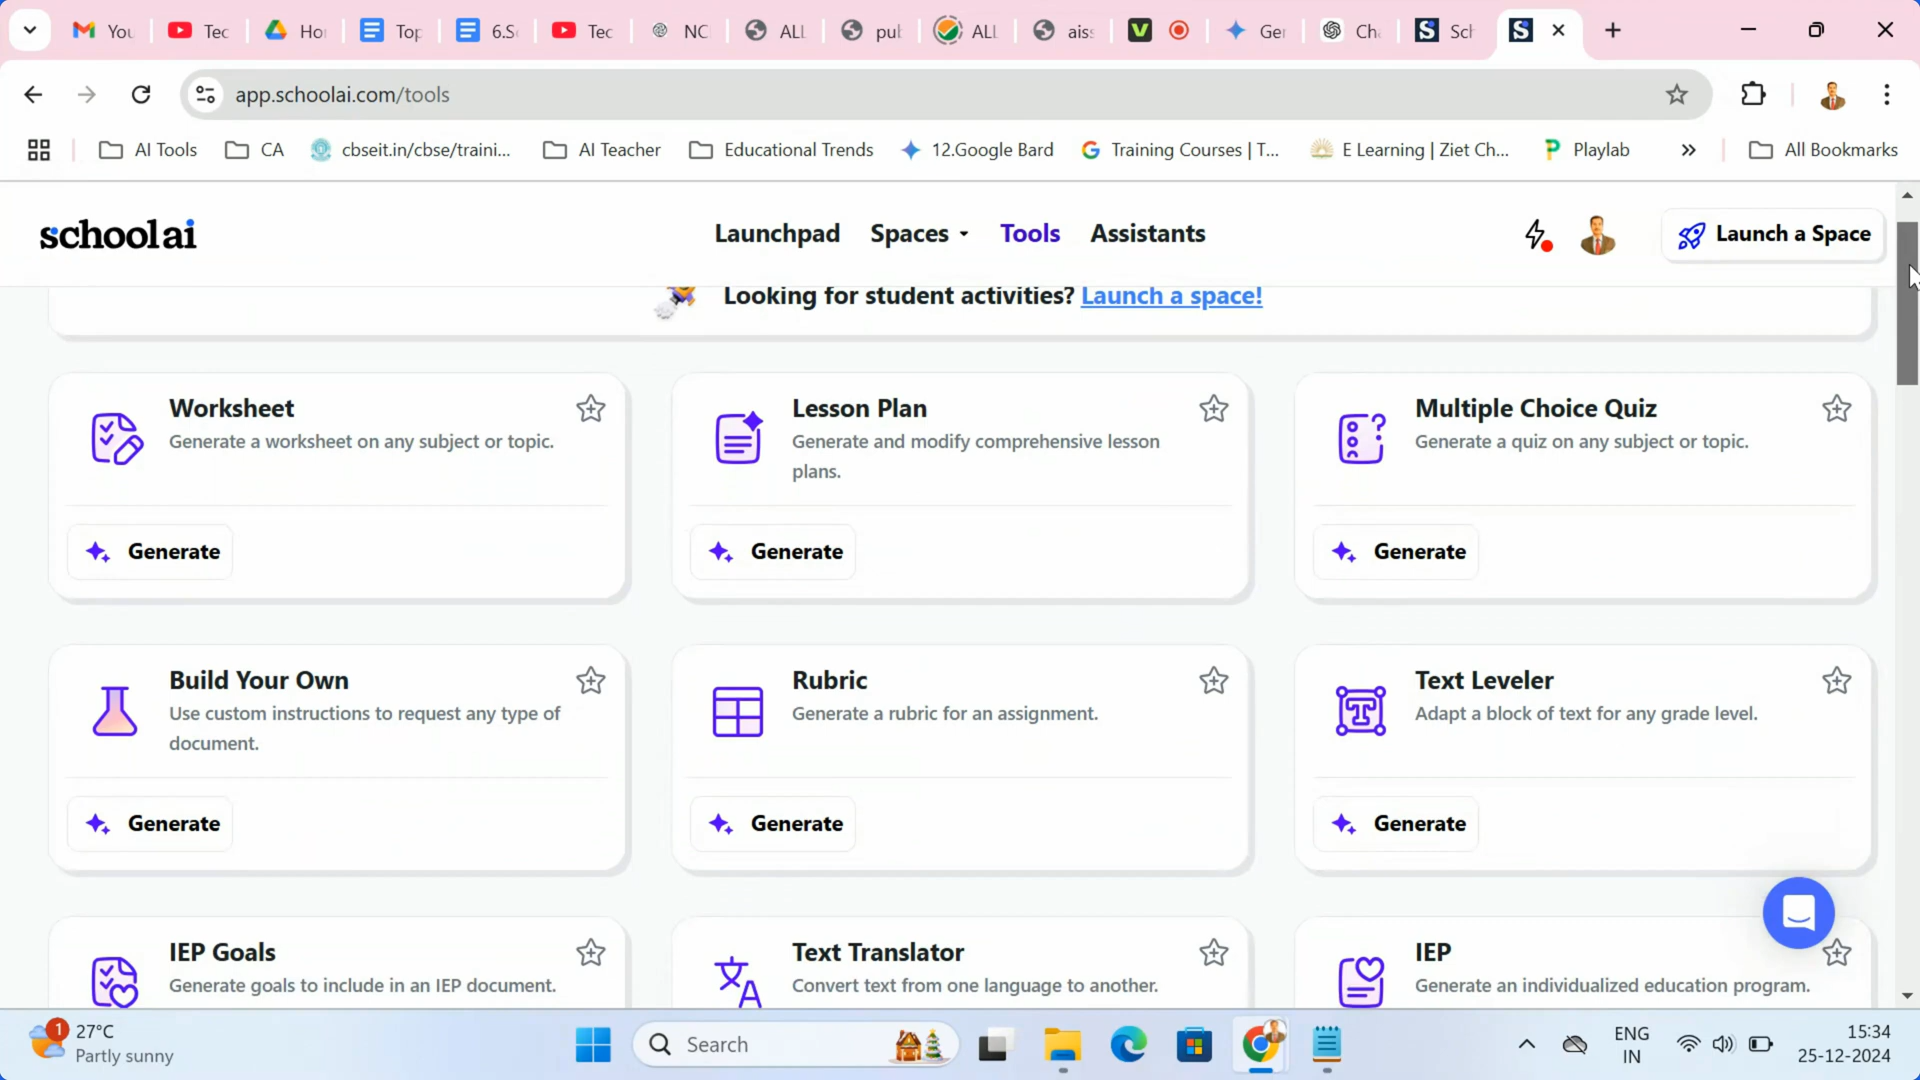 You
Tec
Ho
Top
6.S
Tec
NC
ALL
pub
ALL
aiss
Ger
Cha
Sch
app.schoolai.com/tools
AI Tools
CA
cbseit.in/cbse/traini...
AI Teacher
Educational Trends
12.Google Bard
Training Courses | T...
E Learning | Ziet Ch...
Playlab
All Bookmarks
schoolai
Launchpad
Spaces
Tools
Assistants
Launch a Space
Looking for student activities? Launch a space!
Worksheet
Generate a worksheet on any subject or topic.
Generate
Lesson Plan
Generate and modify comprehensive lesson
plans.
Generate
Multiple Choice Quiz
Generate a quiz on any subject or topic.
Generate
Build Your Own
Use custom instructions to request any type of
document.
Generate
Rubric
Generate a rubric for an assignment.
Generate
Text Leveler
Adapt a block of text for any grade level.
Generate
IEP Goals
Generate goals to include in an IEP document.
Text Translator
Convert text from one language to another.
IEP
Generate an individualized education program.
1
27°C
Partly sunny
Search
ENG
IN
15:34
25-12-2024